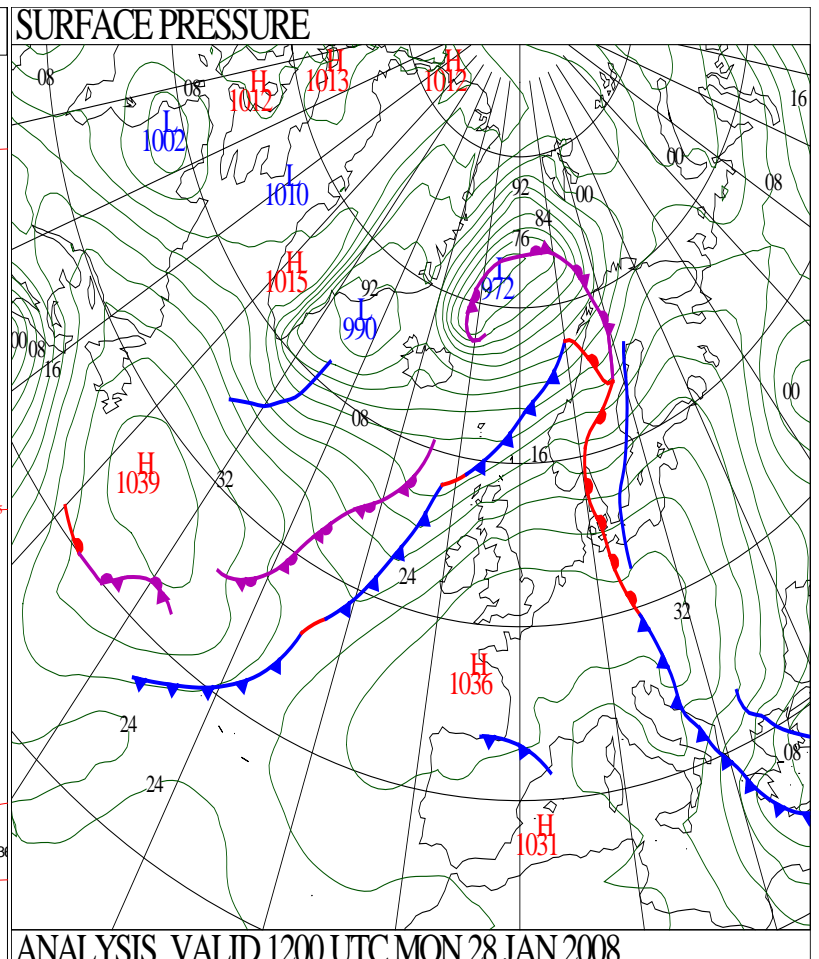 SURFACE PRESSURE
H
1013
H
1012
08
H
1012
08
16
L
1002
00
L
1010
92
00
08
84
76
H
1015
L
972
92
L
990
00
08
16
00
08
16
H
1039
32
24
32
H
1036
24
08
24
H
1031
ANALYSIS VALID 1200 UTC MON 28 JAN 2008